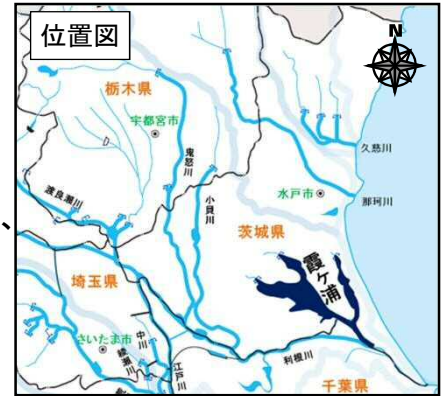 位置図
N
栃木県
宇都宮市
鬼怒川
小貝川
久慈川
水戸市
那珂川
渡良瀬川
茨城県
霞ヶ浦
埼玉県
さいたま市
中川
綾瀬川
江戸川
利根川
千葉県
、